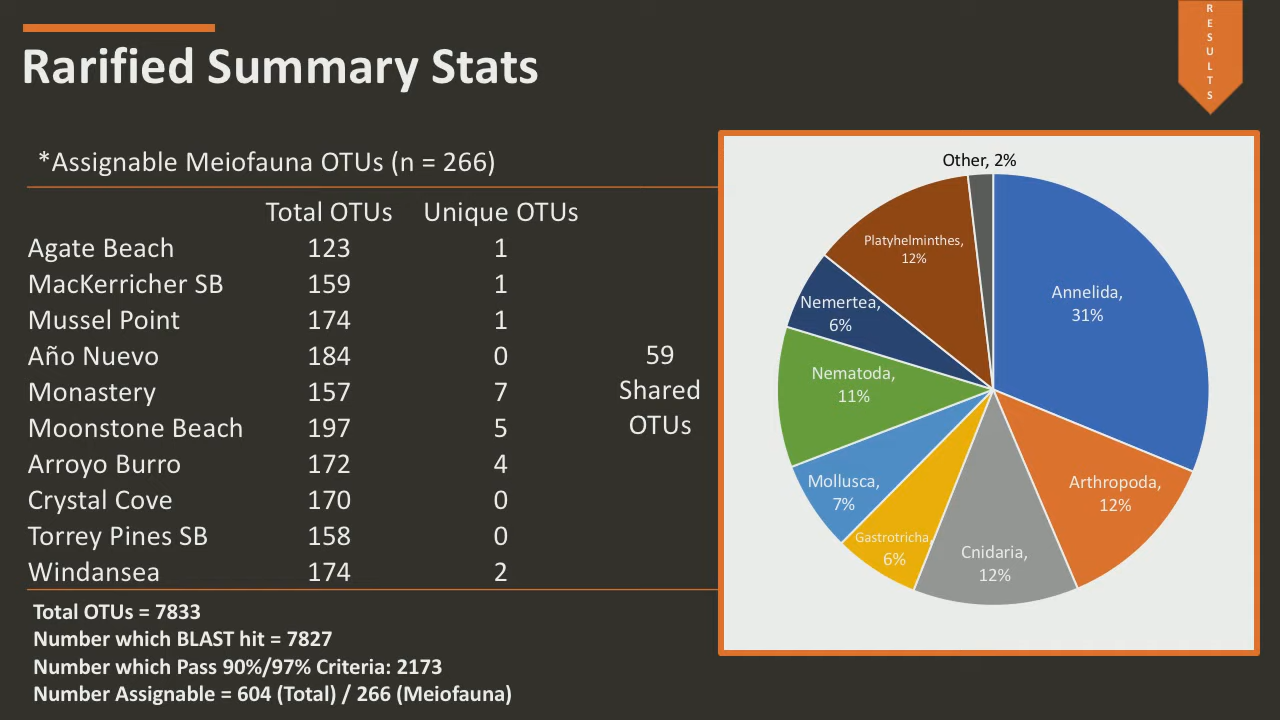 Rarified Summary Stats
R
E
S
U
L
T
S
*Assignable Meiofauna OTUs (n = 266)
Total OTUs Unique OTUs
Agate Beach 123 1
MacKerricher SB 159 1
Mussel Point 174 1
Año Nuevo 184 0
Monastery 157 7
Moonstone Beach 197 5
Arroyo Burro 172 4
Crystal Cove 170 0
Torrey Pines SB 158 0
Windansea 174 2
59
Shared
OTUs
Total OTUs = 7833
Number which BLAST hit = 7827
Number which Pass 90%/97% Criteria: 2173
Number Assignable = 604 (Total) / 266 (Meiofauna)
Other, 2%
Annelida,
31%
Arthropoda,
12%
Cnidaria,
12%
Gastrotricha,
6%
Mollusca,
7%
Nematoda,
11%
Nemertea,
6%
Platyhelminthes,
12%